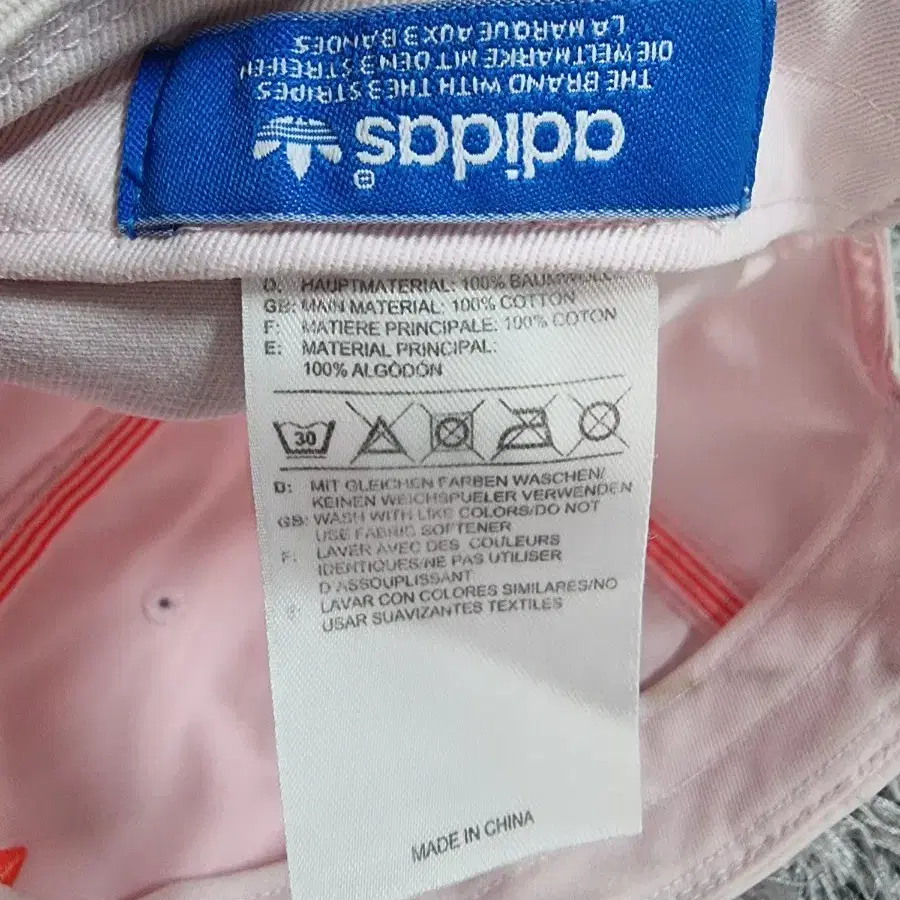 adidas®
THE BRAND WITH THE 3 STRIPES
DIE WELTMARKE MIT DEN 3 STREIFEN
LA MARQUE AUX 3 BANDES
D: HAUPTMATERIAL: 100% BAUMWOLLE
GB: MAIN MATERIAL: 100% COTTON
F: MATIERE PRINCIPALE: 100% COTON
E: MATERIAL PRINCIPAL:
100% ALGODÓN
30
D: MIT GLEICHEN FARBEN WASCHEN/
KEINEN WEICHSPUELER VERWENDEN
GB: WASH WITH LIKE COLORS/DO NOT
USE FABRIC SOFTENER
F: LAVER AVEC DES COULEURS
IDENTIQUES/NE PAS UTILISER
D ASSOUPLISSANT
LAVAR CON COLORES SIMILARES/NO
USAR SUAVIZANTES TEXTILES
MADE IN CHINA